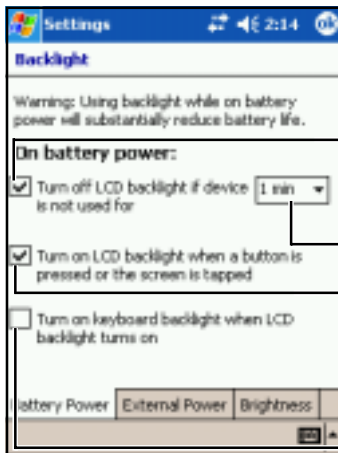 Settings 2:14 ok
Backlight
Warning: Using backlight while on battery
power will substantially reduce battery life.
On battery power:
Turn off LCD backlight if device 1 min
is not used for
Turn on LCD backlight when a button is
pressed or the screen is tapped
Turn on keyboard backlight when LCD
backlight turns on
Battery Power External Power Brightness